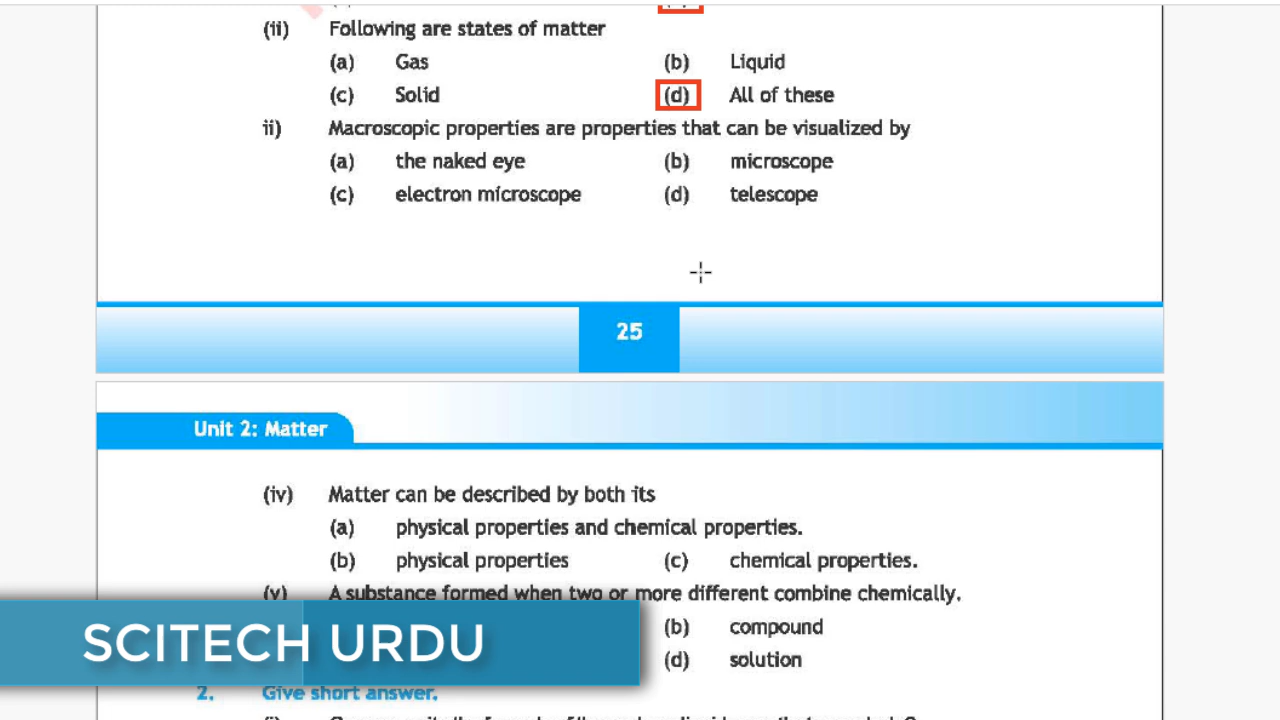 (ii) Following are states of matter
(a) Gas (b) Liquid
(c) Solid (d) All of these
ii) Macroscopic properties are properties that can be visualized by
(a) the naked eye (b) microscope
(c) electron microscope (d) telescope
25
Unit 2: Matter
(iv) Matter can be described by both its
(a) physical properties and chemical properties.
(b) physical properties (c) chemical properties.
(v) A substance formed when two or more different combine chemically.
(b) compound
SCITECH URDU
(d) solution
2. Give short answer.